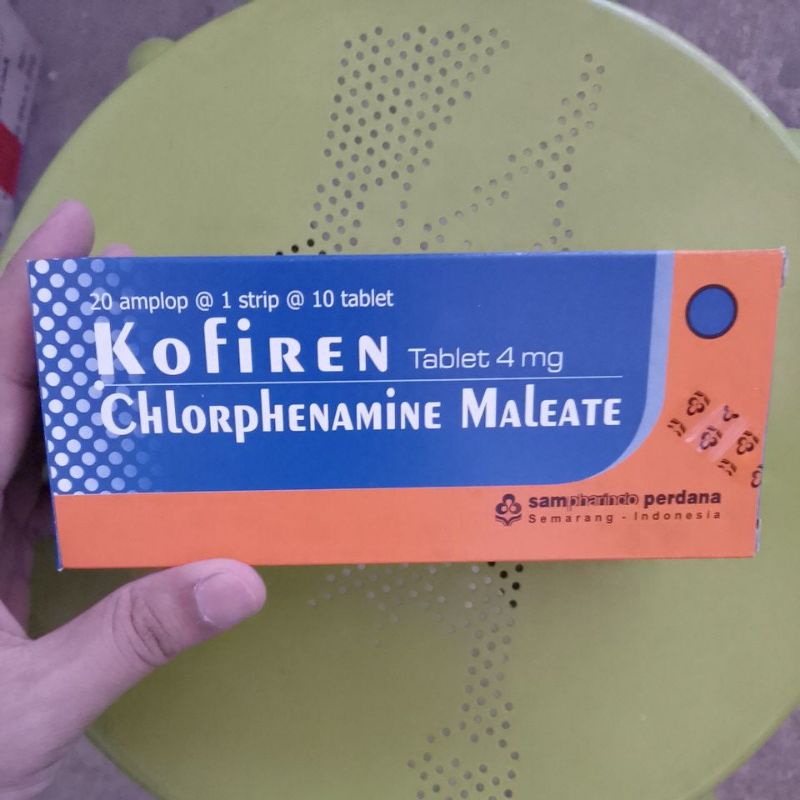 20 amplop @ 1 strip @ 10 tablet
Kofiren Tablet 4 mg
Chlorphenamine Maleate
sampharindo perdana
Semarang - Indonesia